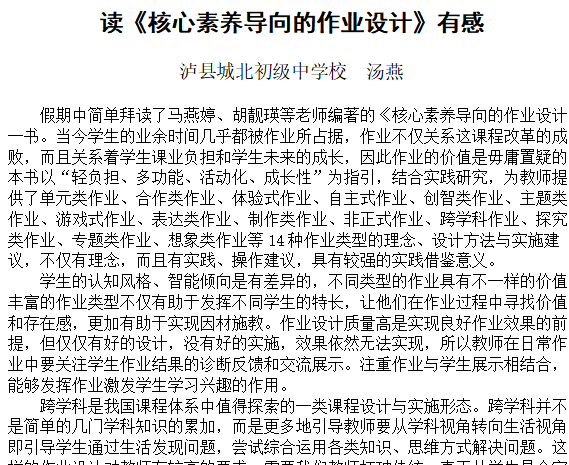 读《核心素养导向的作业设计》有感
泸县城北初级中学校　汤燕
假期中简单拜读了马燕婷、胡靓瑛等老师编著的《核心素养导向的作业设计
一书。当今学生的业余时间几乎都被作业所占据，作业不仅关系这课程改革的成
败，而且关系着学生课业负担和学生未来的成长，因此作业的价值是毋庸置疑的
本书以“轻负担、多功能、活动化、成长性”为指引，结合实践研究，为教师提
供了单元类作业、合作类作业、体验式作业、自主式作业、创智类作业、主题类
作业、游戏式作业、表达类作业、制作类作业、非正式作业、跨学科作业、探究
类作业、专题类作业、想象类作业等 14 种作业类型的理念、设计方法与实施建
议，不仅有理念，而且有实践、操作建议，具有较强的实践借鉴意义。
学生的认知风格、智能倾向是有差异的，不同类型的作业具有不一样的价值
丰富的作业类型不仅有助于发挥不同学生的特长，让他们在作业过程中寻找价值
和存在感，更加有助于实现因材施教。作业设计质量高是实现良好作业效果的前
提，但仅仅有好的设计，没有好的实施，效果依然无法实现，所以教师在日常作
业中要关注学生作业结果的诊断反馈和交流展示。注重作业与学生展示相结合，
能够发挥作业激发学生学习兴趣的作用。
跨学科是我国课程体系中值得探索的一类课程设计与实施形态。跨学科并不
是简单的几门学科知识的累加，而是更多地引导教师要从学科视角转向生活视角
即引导学生通过生活发现问题，尝试综合运用各类知识、思维方式解决问题。这